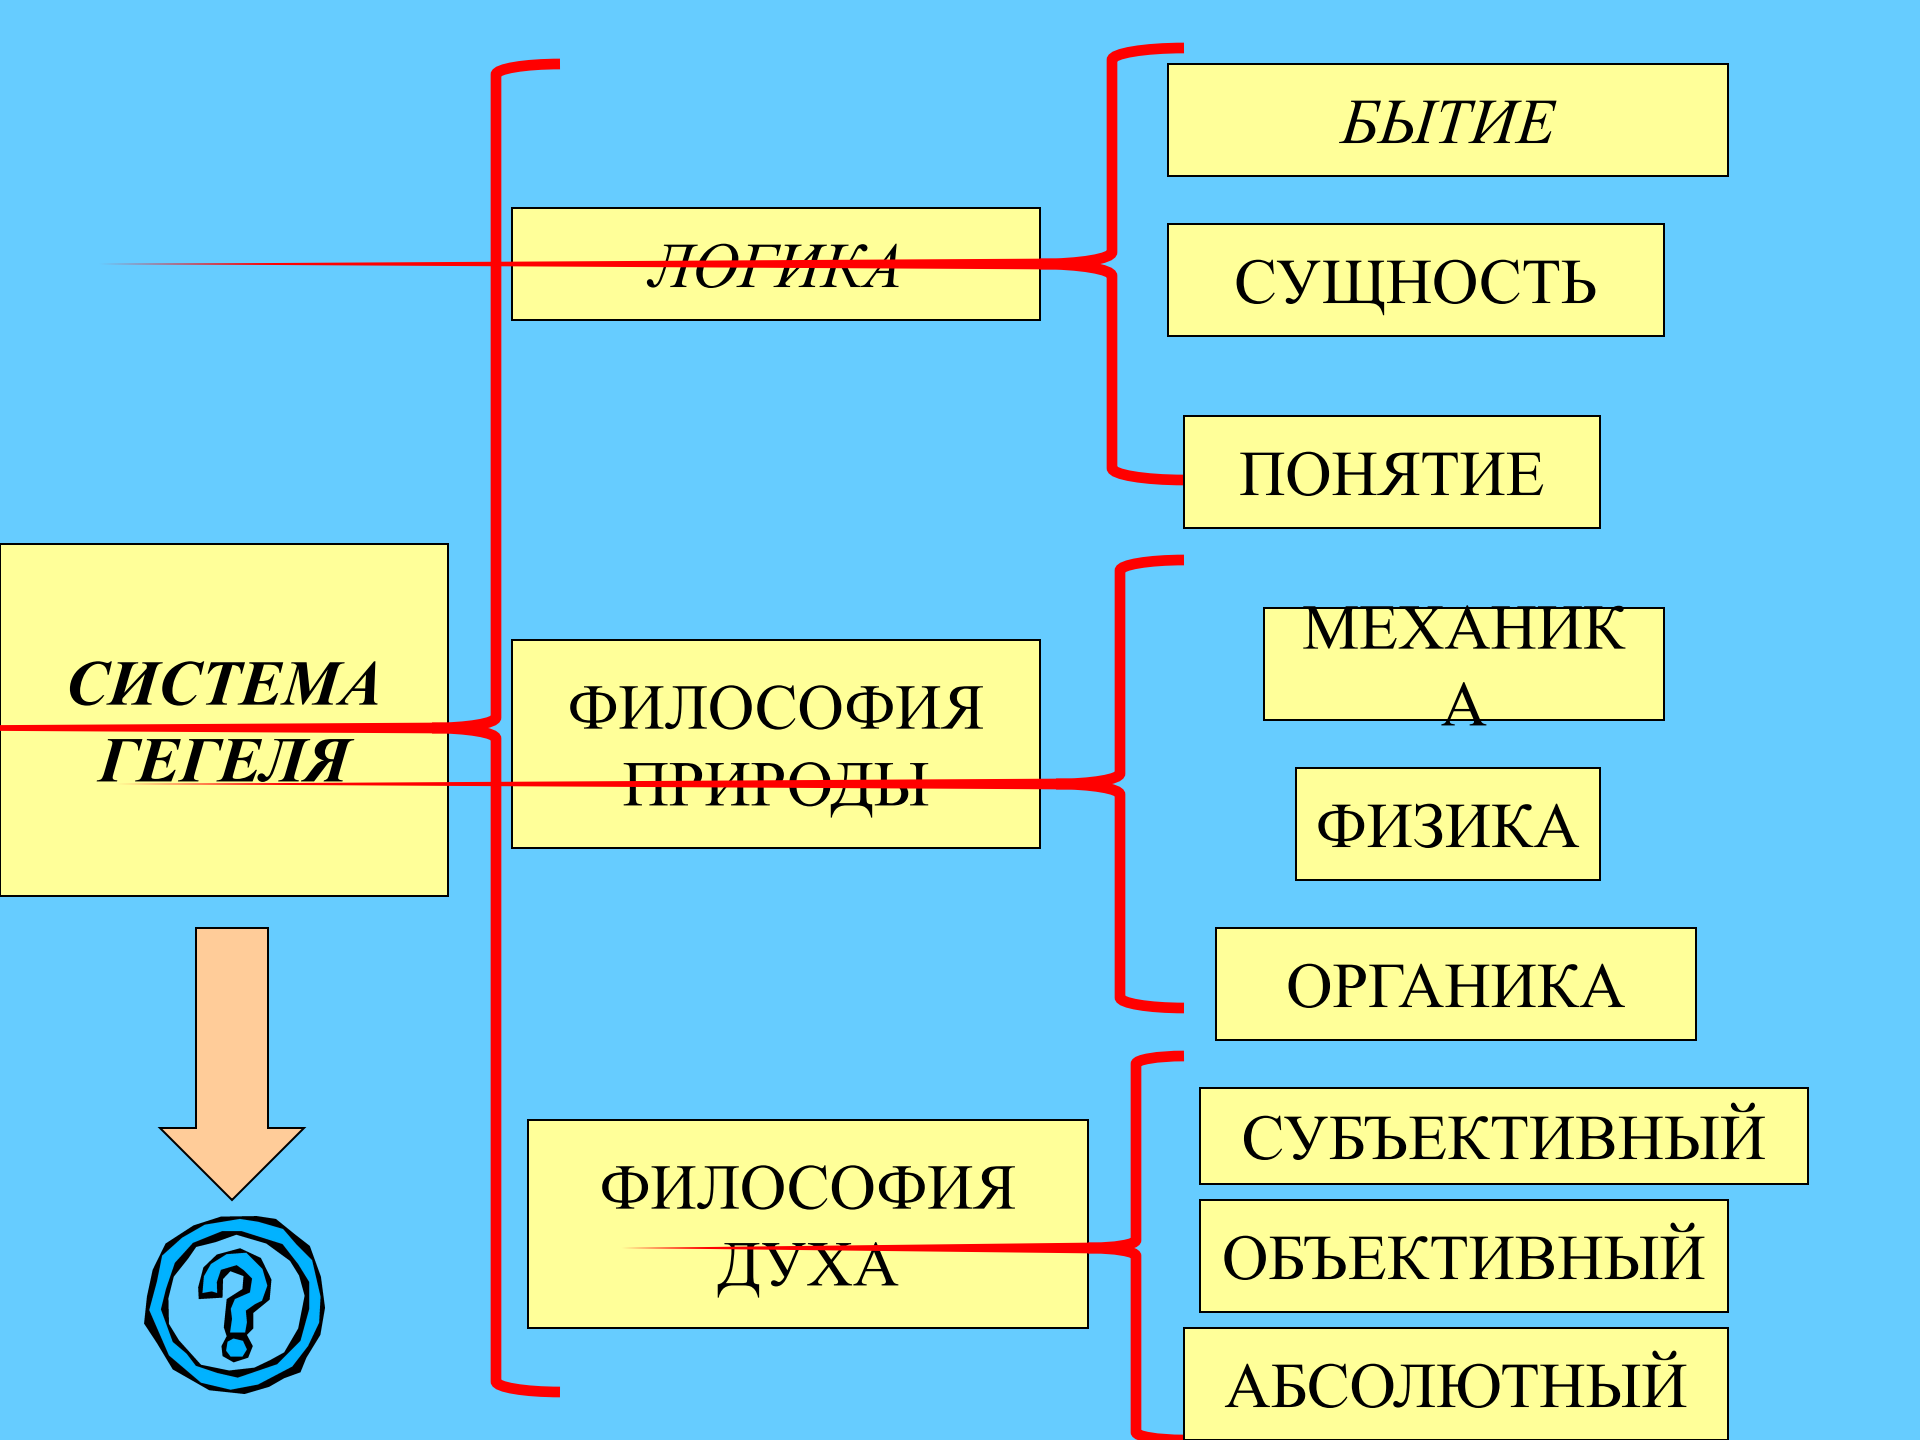 СИСТЕМА
ГЕГЕЛЯ
ЛОГИКА
БЫТИЕ
СУЩНОСТЬ
ПОНЯТИЕ
ФИЛОСОФИЯ
ПРИРОДЫ
МЕХАНИК
А
ФИЗИКА
ОРГАНИКА
ФИЛОСОФИЯ
ДУХА
СУБЪЕКТИВНЫЙ
ОБЪЕКТИВНЫЙ
АБСОЛЮТНЫЙ
?